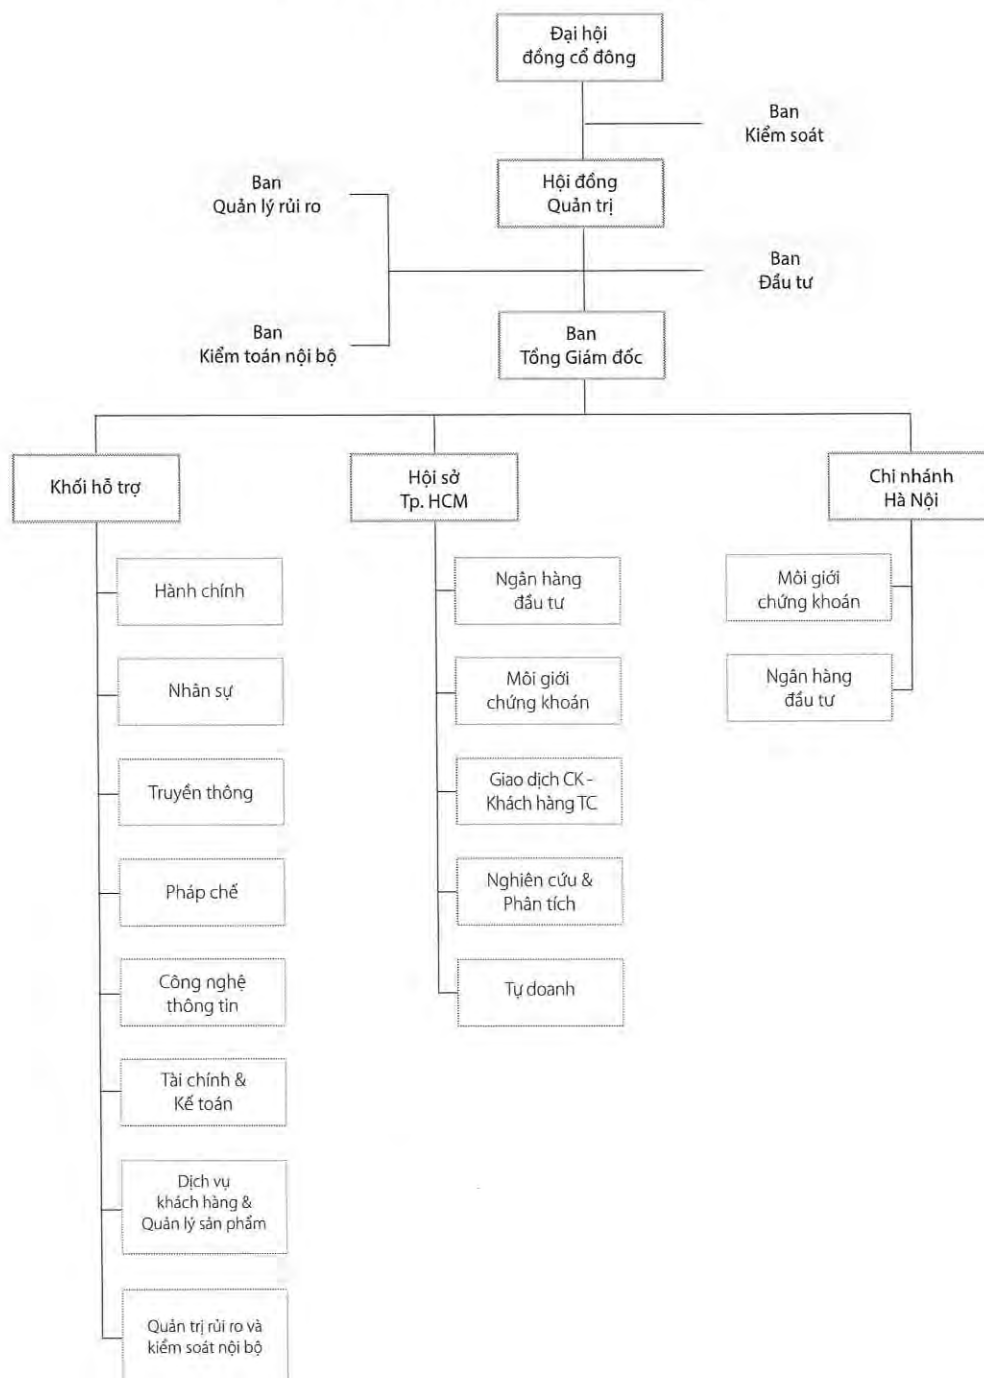 Đại hội
đồng cổ đông
Ban
Kiểm soát
Hội đồng
Quản trị
Ban
Quản lý rủi ro
Ban
Đầu tư
Ban
Kiểm toán nội bộ
Ban
Tổng Giám đốc
Khối hỗ trợ
Hội sở
Tp. HCM
Chi nhánh
Hà Nội
Hành chính
Nhân sự
Truyền thông
Pháp chế
Công nghệ
thông tin
Tài chính &
Kế toán
Dịch vụ
khách hàng &
Quản lý sản phẩm
Quản trị rủi ro và
kiểm soát nội bộ
Ngân hàng
đầu tư
Môi giới
chứng khoán
Giao dịch CK -
Khách hàng TC
Nghiên cứu &
Phân tích
Tự doanh
Môi giới
chứng khoán
Ngân hàng
đầu tư